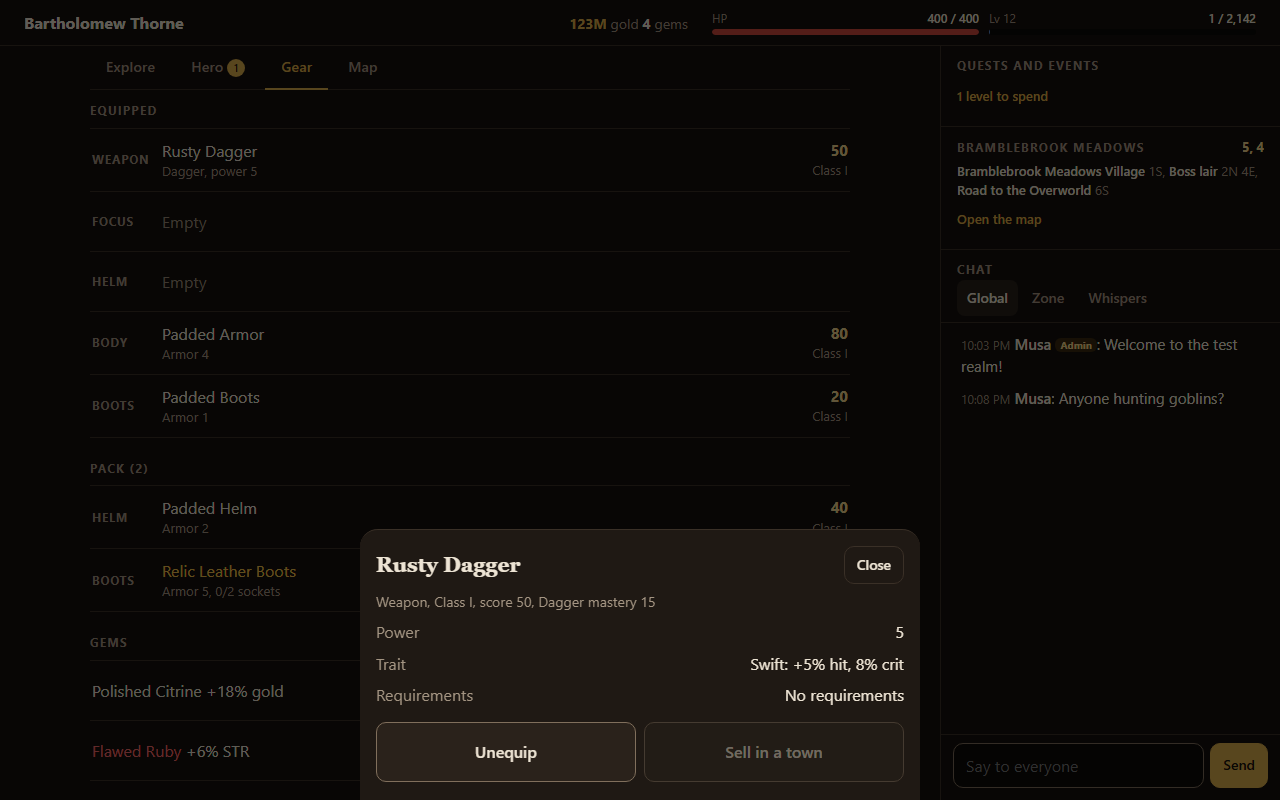 Bartholomew Thorne
123M gold 4 gems
HP 400 / 400
Lv 12 1 / 2,142
Explore Hero 1 Gear Map
EQUIPPED
WEAPON Rusty Dagger 50
Dagger, power 5 Class I
FOCUS Empty
HELM Empty
BODY Padded Armor 80
Armor 4 Class I
BOOTS Padded Boots 20
Armor 1 Class I
PACK (2)
HELM Padded Helm 40
Armor 2 Class I
BOOTS Relic Leather Boots
Armor 5, 0/2 sockets
GEMS
Polished Citrine +18% gold
Flawed Ruby +6% STR
Rusty Dagger Close
Weapon, Class I, score 50, Dagger mastery 15
Power 5
Trait Swift: +5% hit, 8% crit
Requirements No requirements
Unequip Sell in a town
QUESTS AND EVENTS
1 level to spend
BRAMBLEBROOK MEADOWS 5, 4
Bramblebrook Meadows Village 1S, Boss lair 2N 4E,
Road to the Overworld 6S
Open the map
CHAT
Global Zone Whispers
10:03 PM Musa Admin: Welcome to the test
realm!
10:08 PM Musa: Anyone hunting goblins?
Say to everyone Send